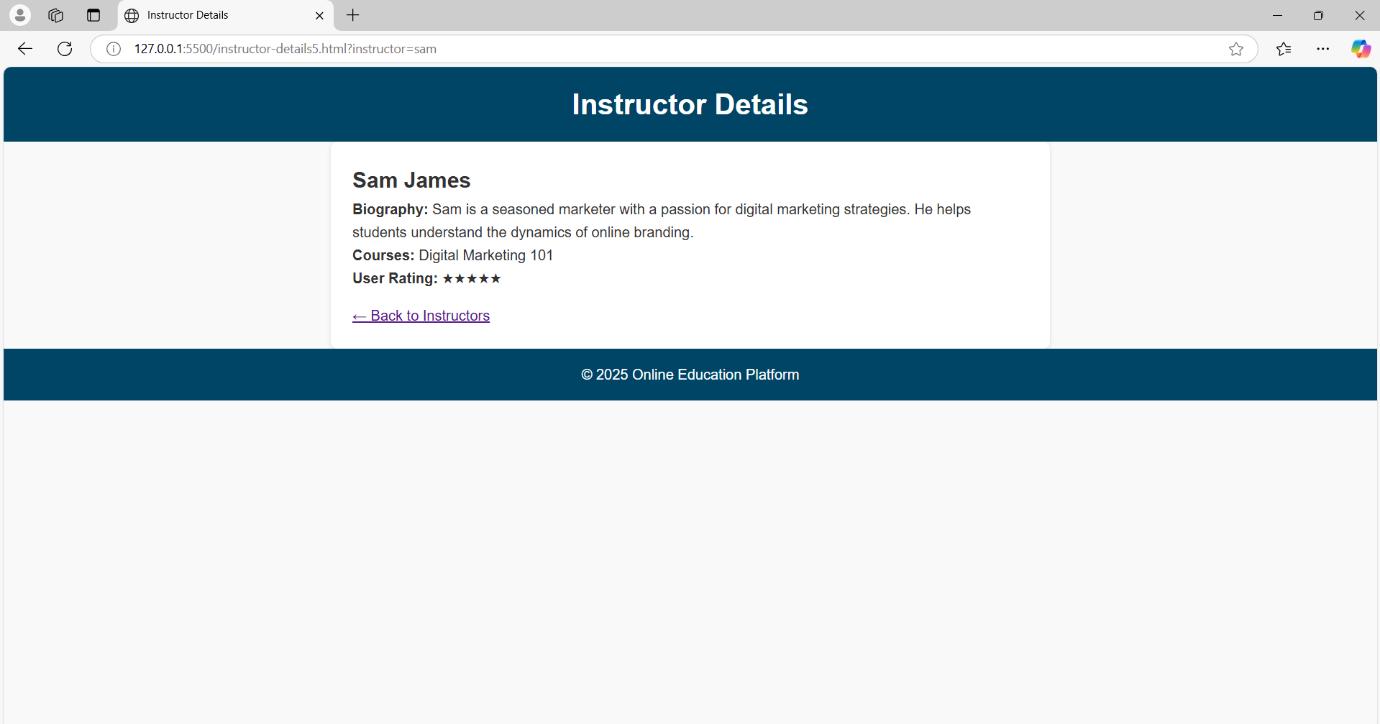 Instructor Details
127.0.0.1:5500/instructor-details5.html?instructor=sam
Instructor Details
Sam James
Biography: Sam is a seasoned marketer with a passion for digital marketing strategies. He helps
students understand the dynamics of online branding.
Courses: Digital Marketing 101
User Rating: ★★★★★
← Back to Instructors
© 2025 Online Education Platform